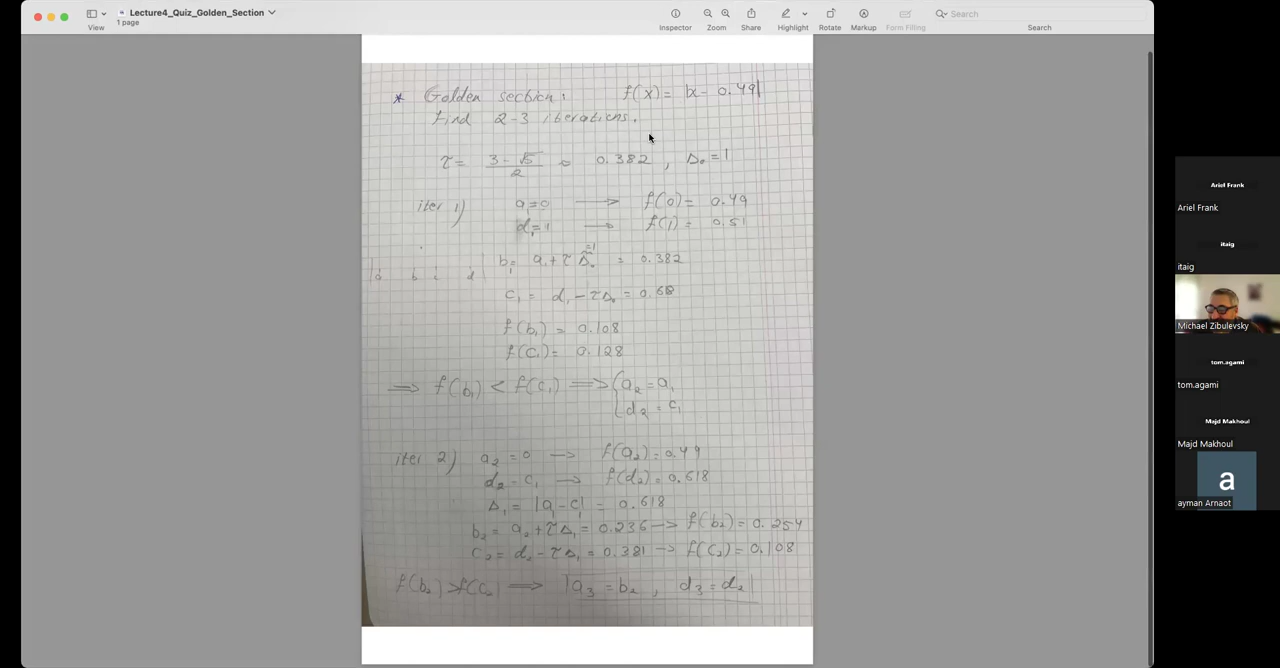 Lecture4_Quiz_Golden_Section
1 page
View
Inspector
Zoom
Share
Highlight
Rotate
Markup
Form Filling
Search
Search
* Golden section: f(x) = |x - 0.49|
Find 2-3 iterations.
τ = (3 - √5)/2 ≈ 0.382, Δ₀ = 1
iter 1) a = 0 → f(0) = 0.49
d₁ = 1 → f(1) = 0.51
a b c d
b₁ = a₁ + τ Δ₀ = 0.382
=1
c₁ = d₁ - τΔ₀ = 0.68
f(b₁) = 0.108
f(c₁) = 0.128
⟹ f(b₁) < f(c₁) ⟹ { a₂ = a₁
d₂ = c₁
iter 2) a₂ = 0 → f(a₂) = 0.49
d₂ = c₁ → f(d₂) = 0.618
Δ₁ = |a₁ - c₁| = 0.618
b₂ = a₂ + τ Δ₁ = 0.236 → f(b₂) = 0.254
c₂ = d₂ - τ Δ₁ = 0.381 → f(c₂) = 0.108
f(b₂) > f(c₂) ⟹ |a₃ = b₂, d₃ = d₂|
Ariel Frank
Ariel Frank
itaig
itaig
Michael Zibulevsky
tom.agami
tom.agami
Majd Makhoul
Majd Makhoul
a
ayman Arnaot